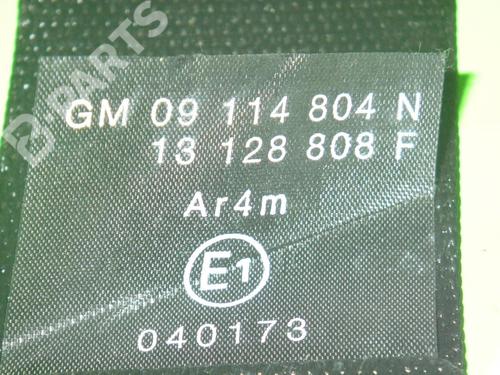 B-PARTS
GM 09 114 804 N
13 128 808 F
Ar4m
E1
040173